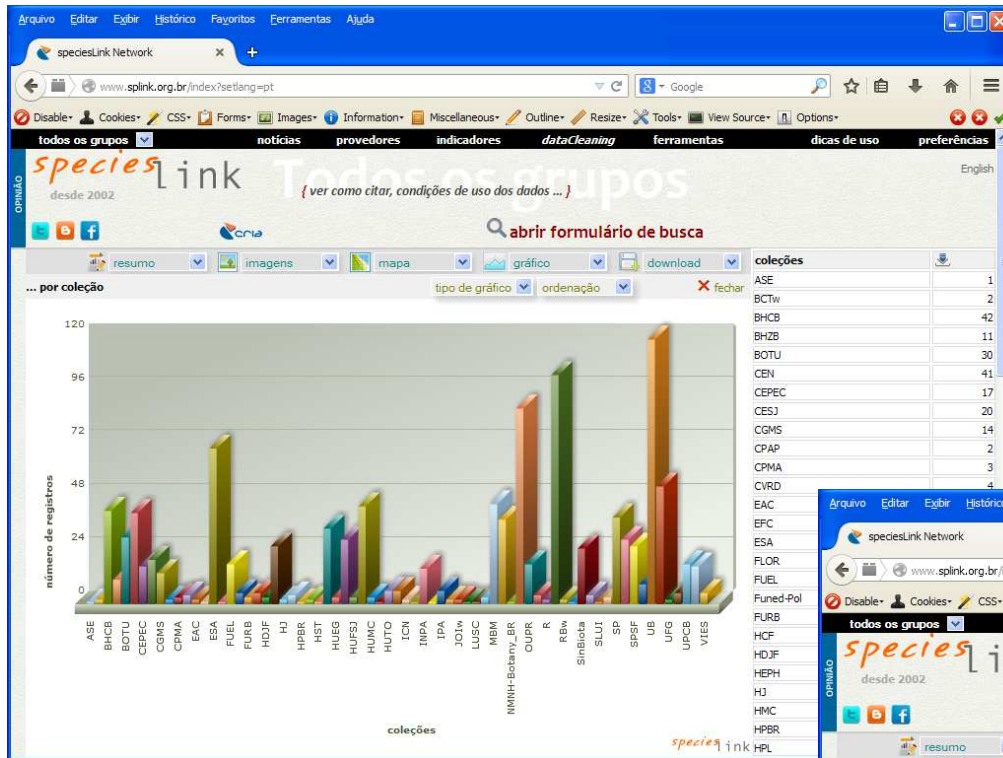 Arquivo Editar Exibir Histórico Favoritos Ferramentas Ajuda
speciesLink Network
www.splink.org.br/index?setlang=pt
Google
Disable Cookies CSS Forms Images Information Miscellaneous Outline Resize Tools View Source Options
todos os grupos notícias provedores indicadores dataCleaning ferramentas dicas de uso preferências
OPINIÃO
species link
desde 2002
Todos os grupos
{ ver como citar, condições de uso dos dados ... }
English
cria
abrir formulário de busca
resumo imagens mapa gráfico download
... por coleção
tipo de gráfico ordenação fechar
120
96
72
48
24
0
número de registros
ASE
BHCB
BOTU
CEPEC
CGMS
CPMA
EAC
ESA
FUEL
FURB
HDJF
HJ
HPBR
HST
HUEG
HUFSJ
HUMC
HUTO
ICN
INPA
IPA
JOIw
LUSC
MBM
NMNH-Botany_BR
OUPR
R
RBw
SinBiota
SLUI
SP
SPSF
UB
UFG
UPCB
VIES
coleções
species link
coleções
ASE 1
BCTw 2
BHCB 42
BHZB 11
BOTU 30
CEN 41
CEPEC 17
CESJ 20
CGMS 14
CPAP 2
CPMA 3
CVRD 4
EAC
EFC
ESA
FLOR
FUEL
Funed-Pol
FURB
HCF
HDJF
HEPH
HJ
HMC
HPBR
HPL
Arquivo Editar Exibir Histórico
speciesLink Network
www.splink.org.br/
Disable Cookies CSS
todos os grupos
OPINIÃO
species li
desde 2002
resumo